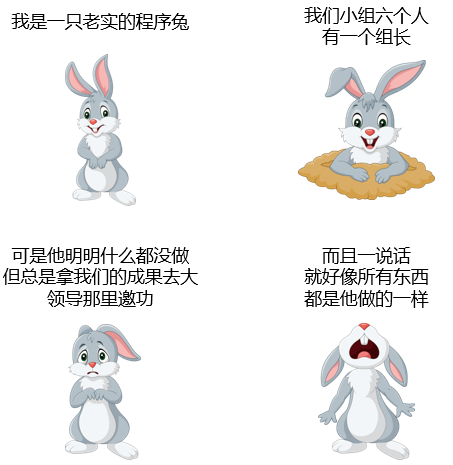 我是一只老实的程序兔
我们小组六个人
有一个组长
可是他明明什么都没做
但总是拿我们的成果去大
领导那里邀功
而且一说话
就好像所有东西
都是他做的一样